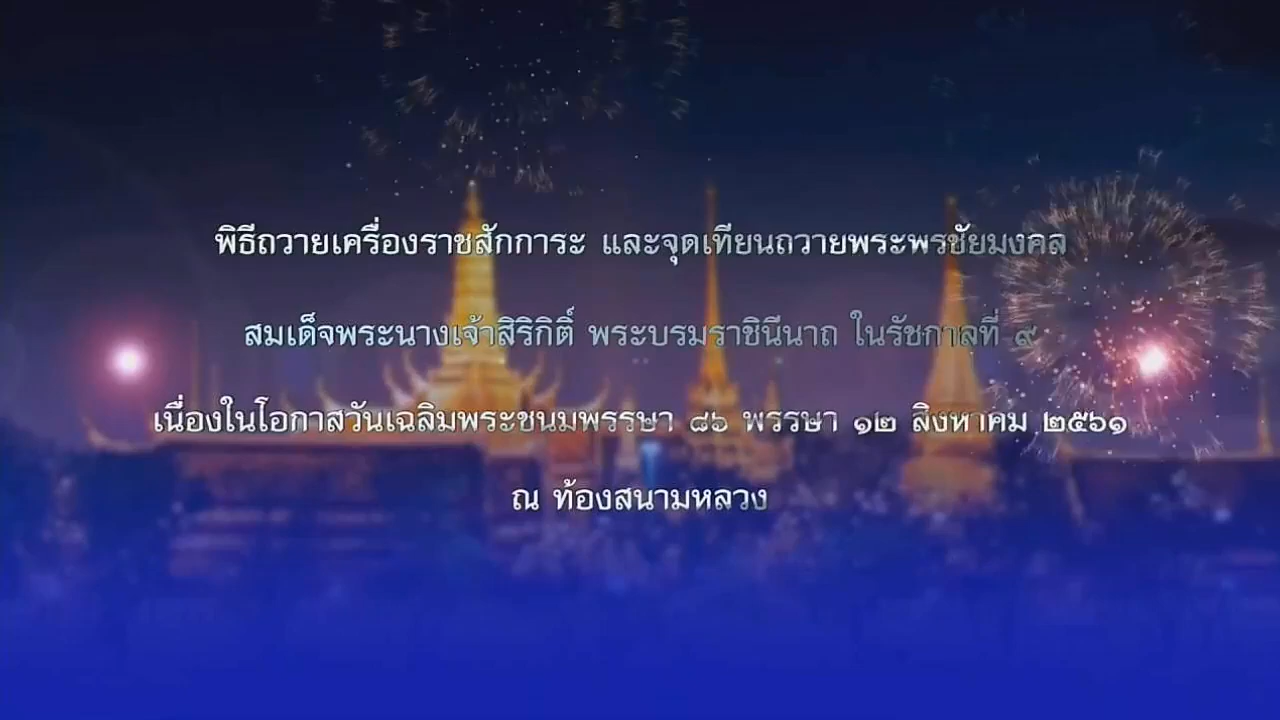 พิธีถวายเครื่องราชสักการะ และจุดเทียนถวายพระพรชัยมงคล
สมเด็จพระนางเจ้าสิริกิติ์ พระบรมราชินีนาถ ในรัชกาลที่ ๙
เนื่องในโอกาสวันเฉลิมพระชนมพรรษา ๘๖ พรรษา ๑๒ สิงหาคม ๒๕๖๑
ณ ท้องสนามหลวง